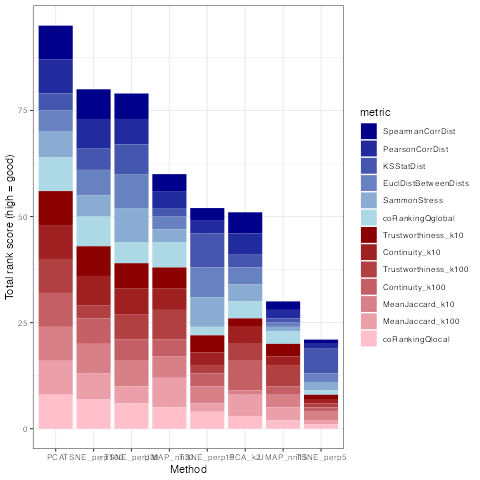 Total rank score (high = good)
75
50
25
0
PCA
Method
metric
SpearmanCorrDist
PearsonCorrDist
KSStatDist
EuclDistBetweenDists
SammonStress
coRankingQglobal
Trustworthiness_k10
Continuity_k10
Trustworthiness_k100
Continuity_k100
MeanJaccard_k10
MeanJaccard_k100
coRankingQlocal